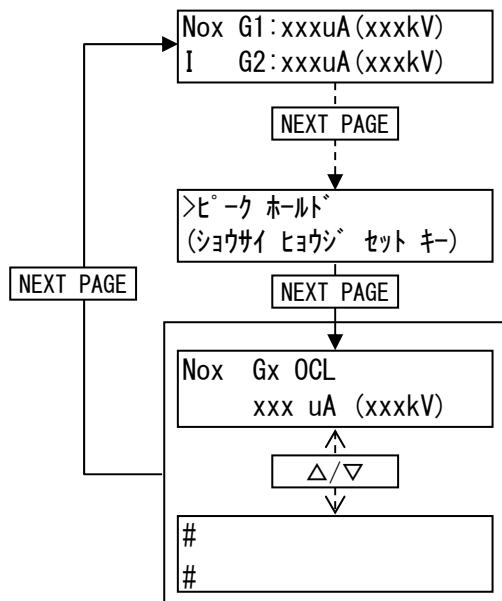 Nox G1:xxxuA(xxxkV)
I G2:xxxuA(xxxkV)
NEXT PAGE
>ﾋﾟｰｸ ﾎｰﾙﾄﾞ
(ｼｮｳｻｲ ﾋｮｳｼﾞ ｾｯﾄ ｷｰ)
NEXT PAGE
NEXT PAGE
Nox Gx OCL
xxx uA (xxxkV)
△/▽
#
#